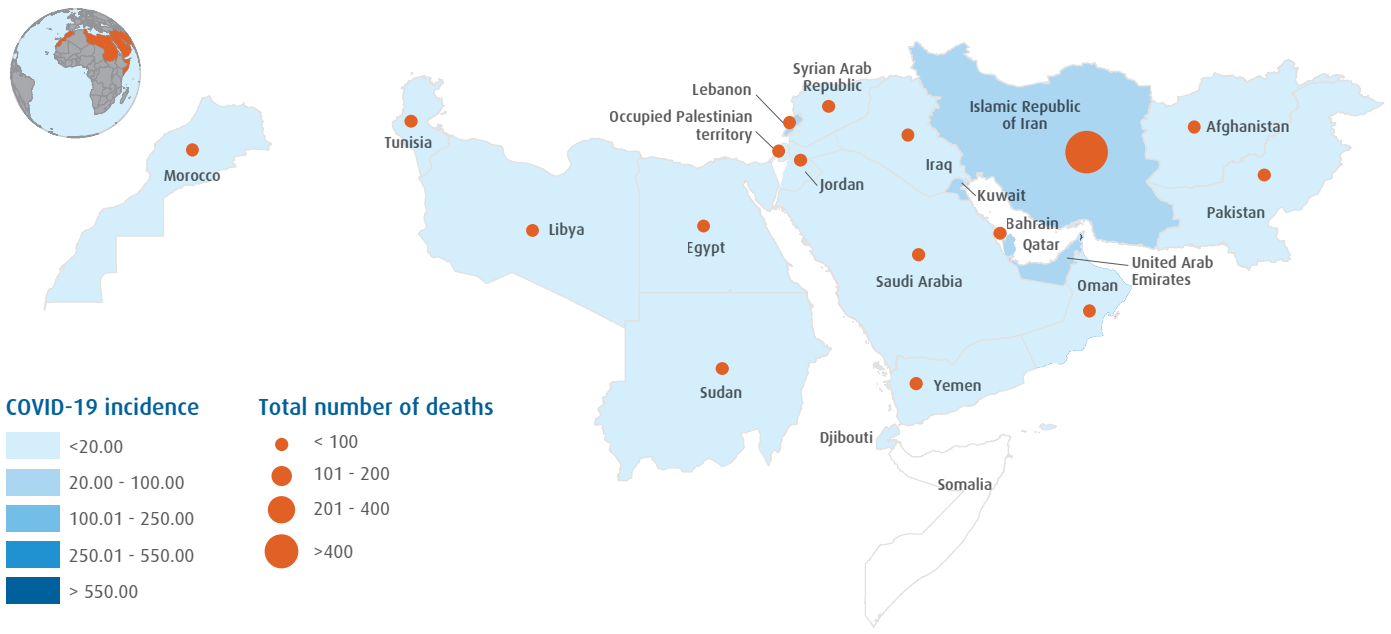 Syrian Arab
Republic
Lebanon
Occupied Palestinian
territory
Islamic Republic
of Iran
Afghanistan
Tunisia
Morocco
Iraq
Jordan
Kuwait
Pakistan
Libya
Egypt
Bahrain
Qatar
United Arab
Emirates
Saudi Arabia
Oman
Sudan
Yemen
Djibouti
Somalia
COVID-19 incidence
<20.00
20.00 - 100.00
100.01 - 250.00
250.01 - 550.00
> 550.00
Total number of deaths
< 100
101 - 200
201 - 400
>400